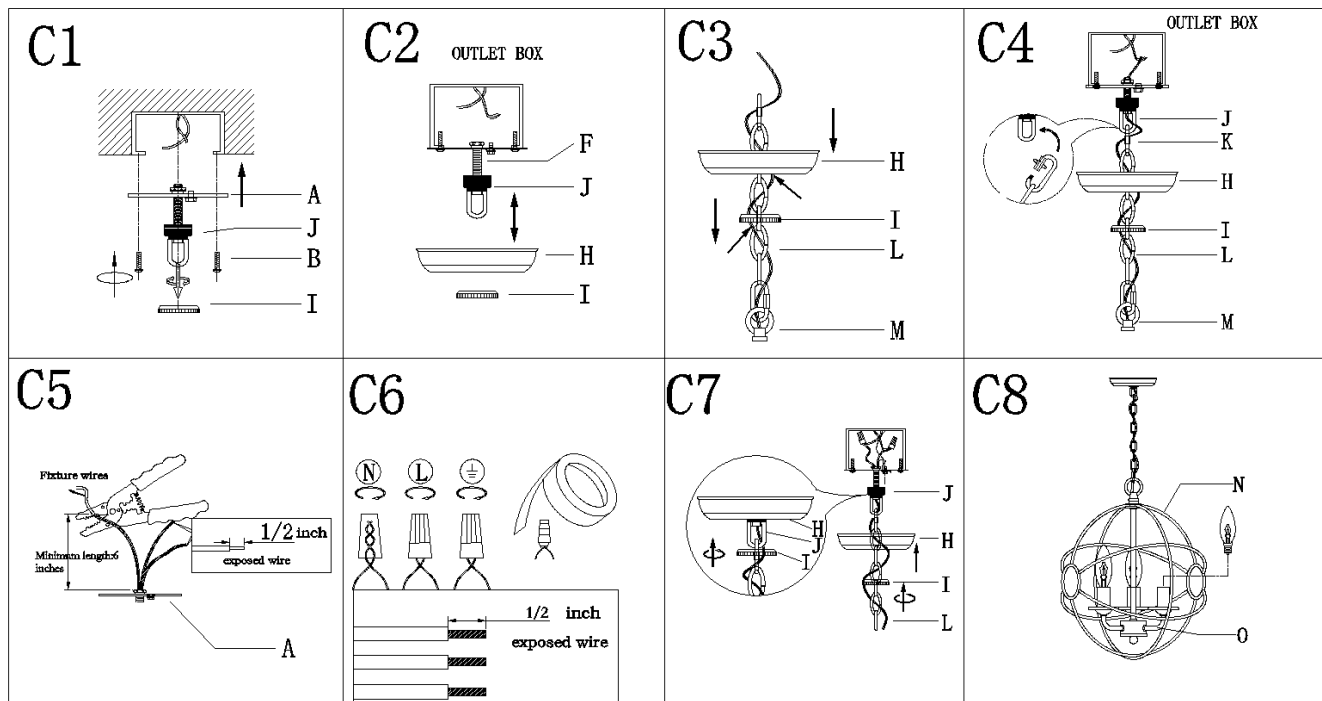 C1
A
J
B
I
C2
OUTLET BOX
F
J
H
I
C3
H
I
L
M
C4
OUTLET BOX
J
K
H
I
L
M
C5
Fixture wires
1/2 inch
exposed wire
Minimum length:6
inches
A
C6
N
L
1/2 inch
exposed wire
C7
J
H
J
I
H
I
L
C8
N
O